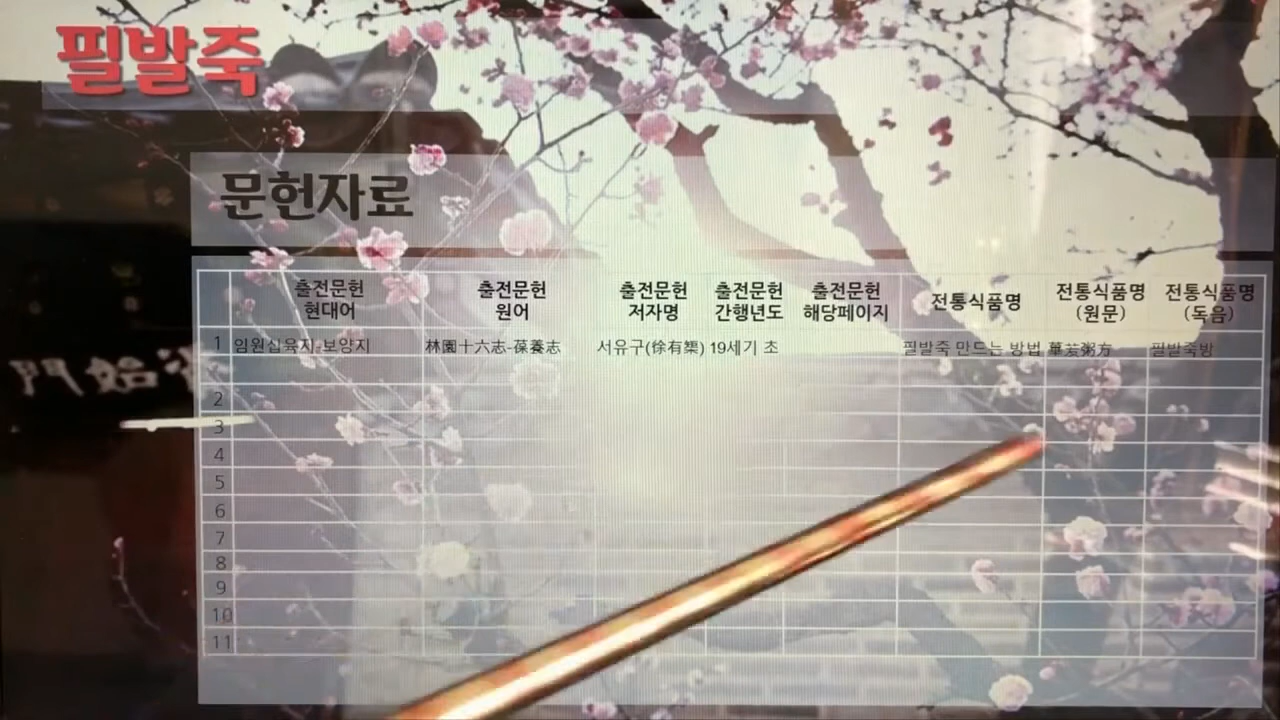 필발죽
문헌자료
출전문헌 현대어 출전문헌 원어 출전문헌 저자명 출전문헌 간행년도 출전문헌 해당페이지 전통식품명 전통식품명 (원문) 전통식품명 (독음)
1 임원십육지-보양지 林園十六志-葆養志 서유구(徐有榘) 19세기 초 필발죽 만드는 방법 蓽茇粥方 필발죽방
2
3
4
5
6
7
8
9
10
11
門始